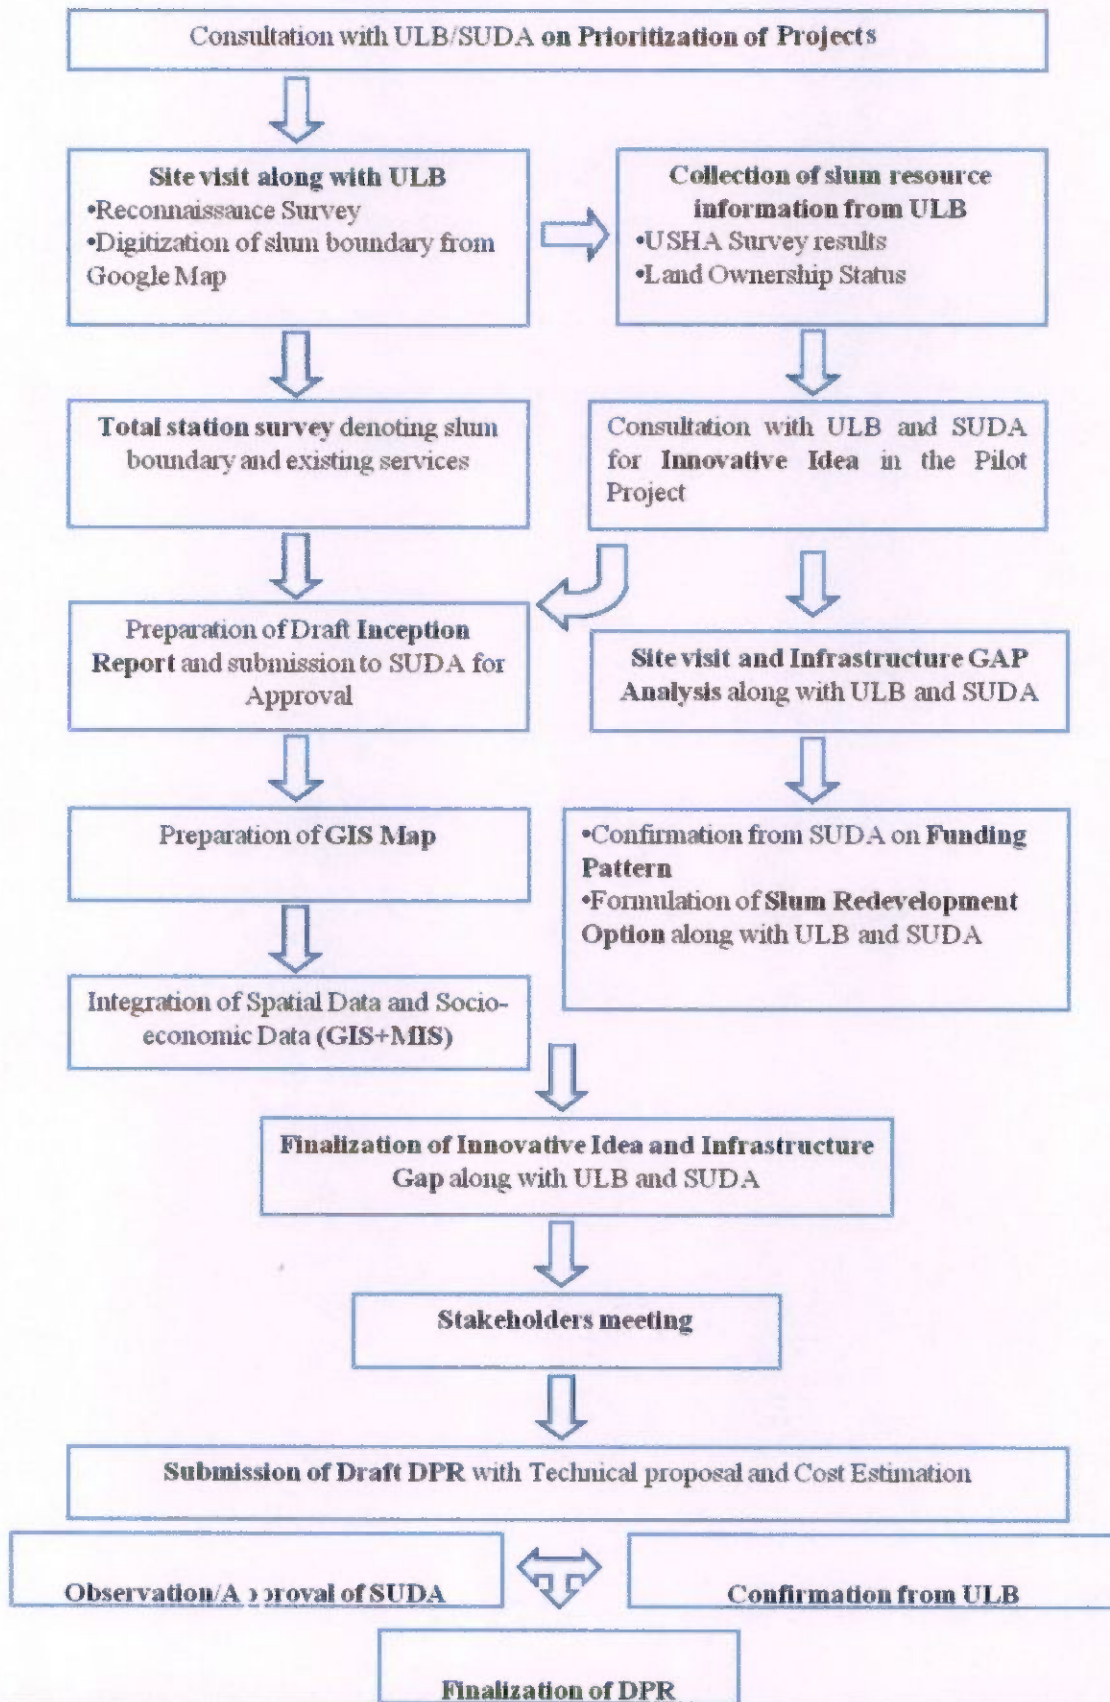 Consultation with ULB/SUDA on Prioritization of Projects
Site visit along with ULB
•Reconnaissance Survey
•Digitization of slum boundary from
Google Map
Collection of slum resource
information from ULB
•USHA Survey results
•Land Ownership Status
Total station survey denoting slum
boundary and existing services
Consultation with ULB and SUDA
for Innovative Idea in the Pilot
Project
Preparation of Draft Inception
Report and submission to SUDA for
Approval
Site visit and Infrastructure GAP
Analysis along with ULB and SUDA
Preparation of GIS Map
•Confirmation from SUDA on Funding
Pattern
•Formulation of Slum Redevelopment
Option along with ULB and SUDA
Integration of Spatial Data and Socio-
economic Data (GIS+MIS)
Finalization of Innovative Idea and Infrastructure
Gap along with ULB and SUDA
Stakeholders meeting
Submission of Draft DPR with Technical proposal and Cost Estimation
Observation/Approval of SUDA
Confirmation from ULB
Finalization of DPR